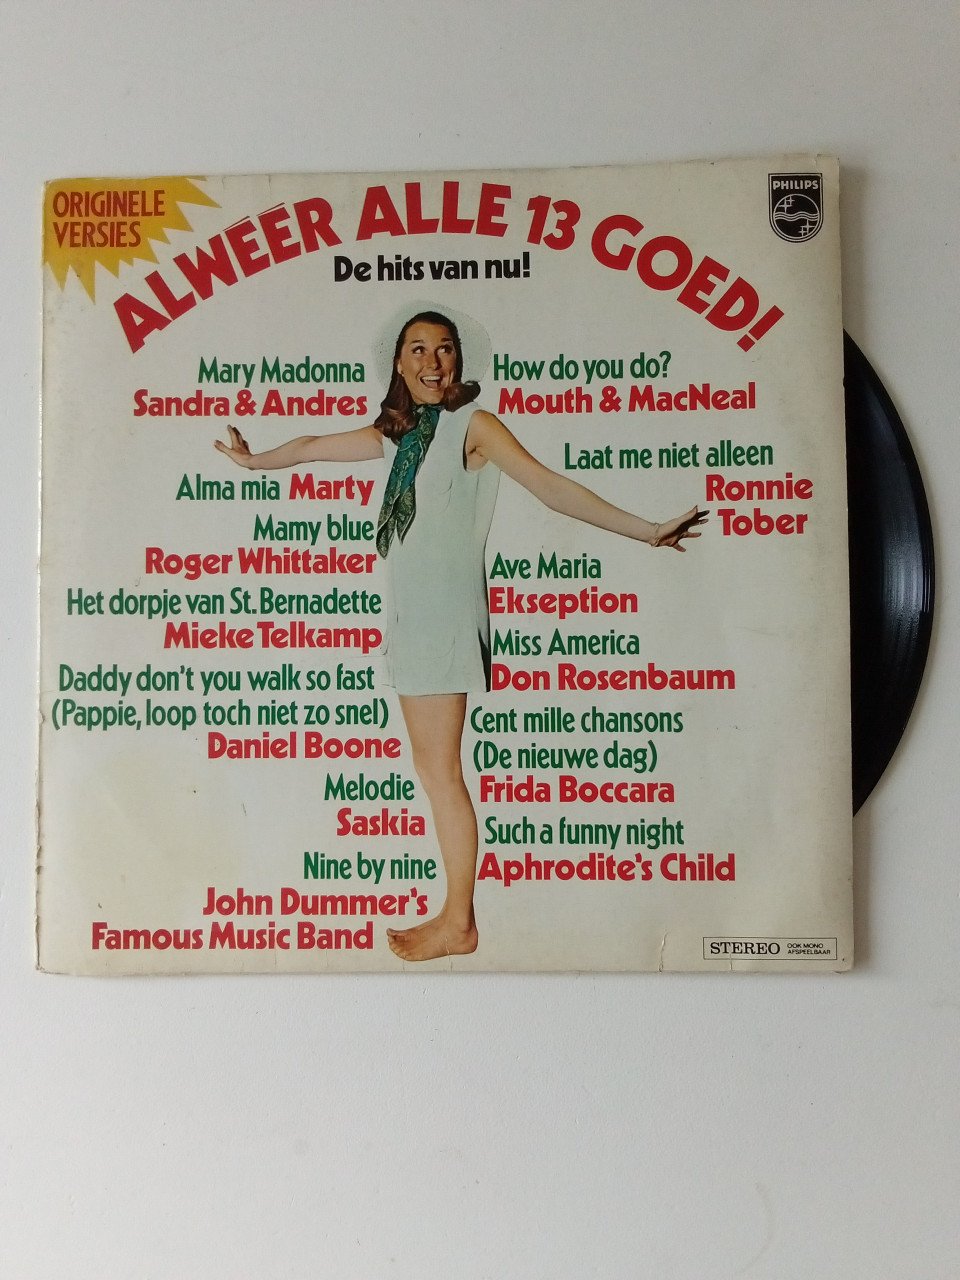 ORIGINELE
VERSIES
ALWÉÉR ALLE 13 GOED!
De hits van nu!
PHILIPS
Mary Madonna
Sandra & Andres
Alma mia Marty
Mamy blue
Roger Whittaker
Het dorpje van St. Bernadette
Mieke Telkamp
Daddy don't you walk so fast
(Pappie, loop toch niet zo snel)
Daniel Boone
Melodie
Saskia
Nine by nine
John Dummer's
Famous Music Band
How do you do?
Mouth & MacNeal
Laat me niet alleen
Ronnie
Tober
Ave Maria
Ekseption
Miss America
Don Rosenbaum
Cent mille chansons
(De nieuwe dag)
Frida Boccara
Such a funny night
Aphrodite's Child
STEREO
OOK MONO
AFSPEELBAAR